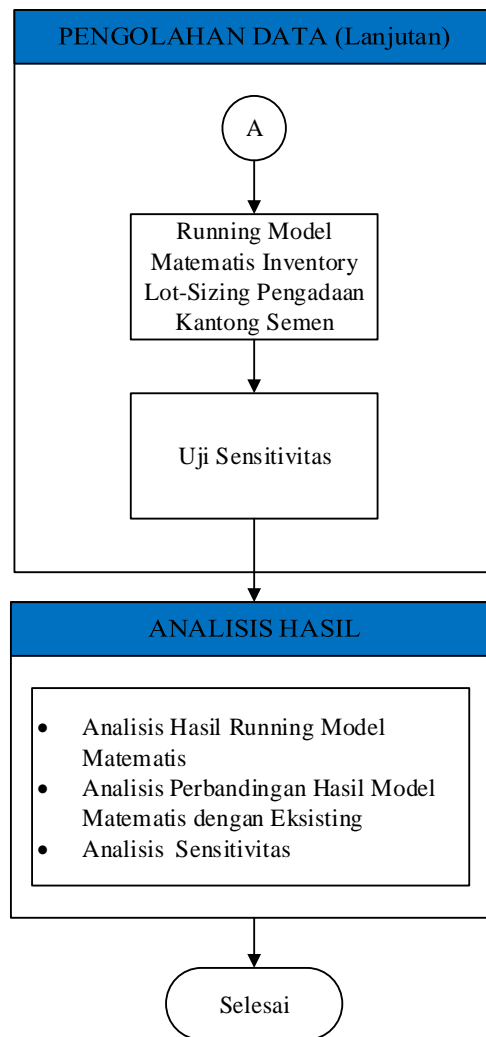 PENGOLAHAN DATA (Lanjutan)
A
Running Model
Matematis Inventory
Lot-Sizing Pengadaan
Kantong Semen
Uji Sensitivitas
ANALISIS HASIL
• Analisis Hasil Running Model
Matematis
• Analisis Perbandingan Hasil Model
Matematis dengan Eksisting
• Analisis Sensitivitas
Selesai